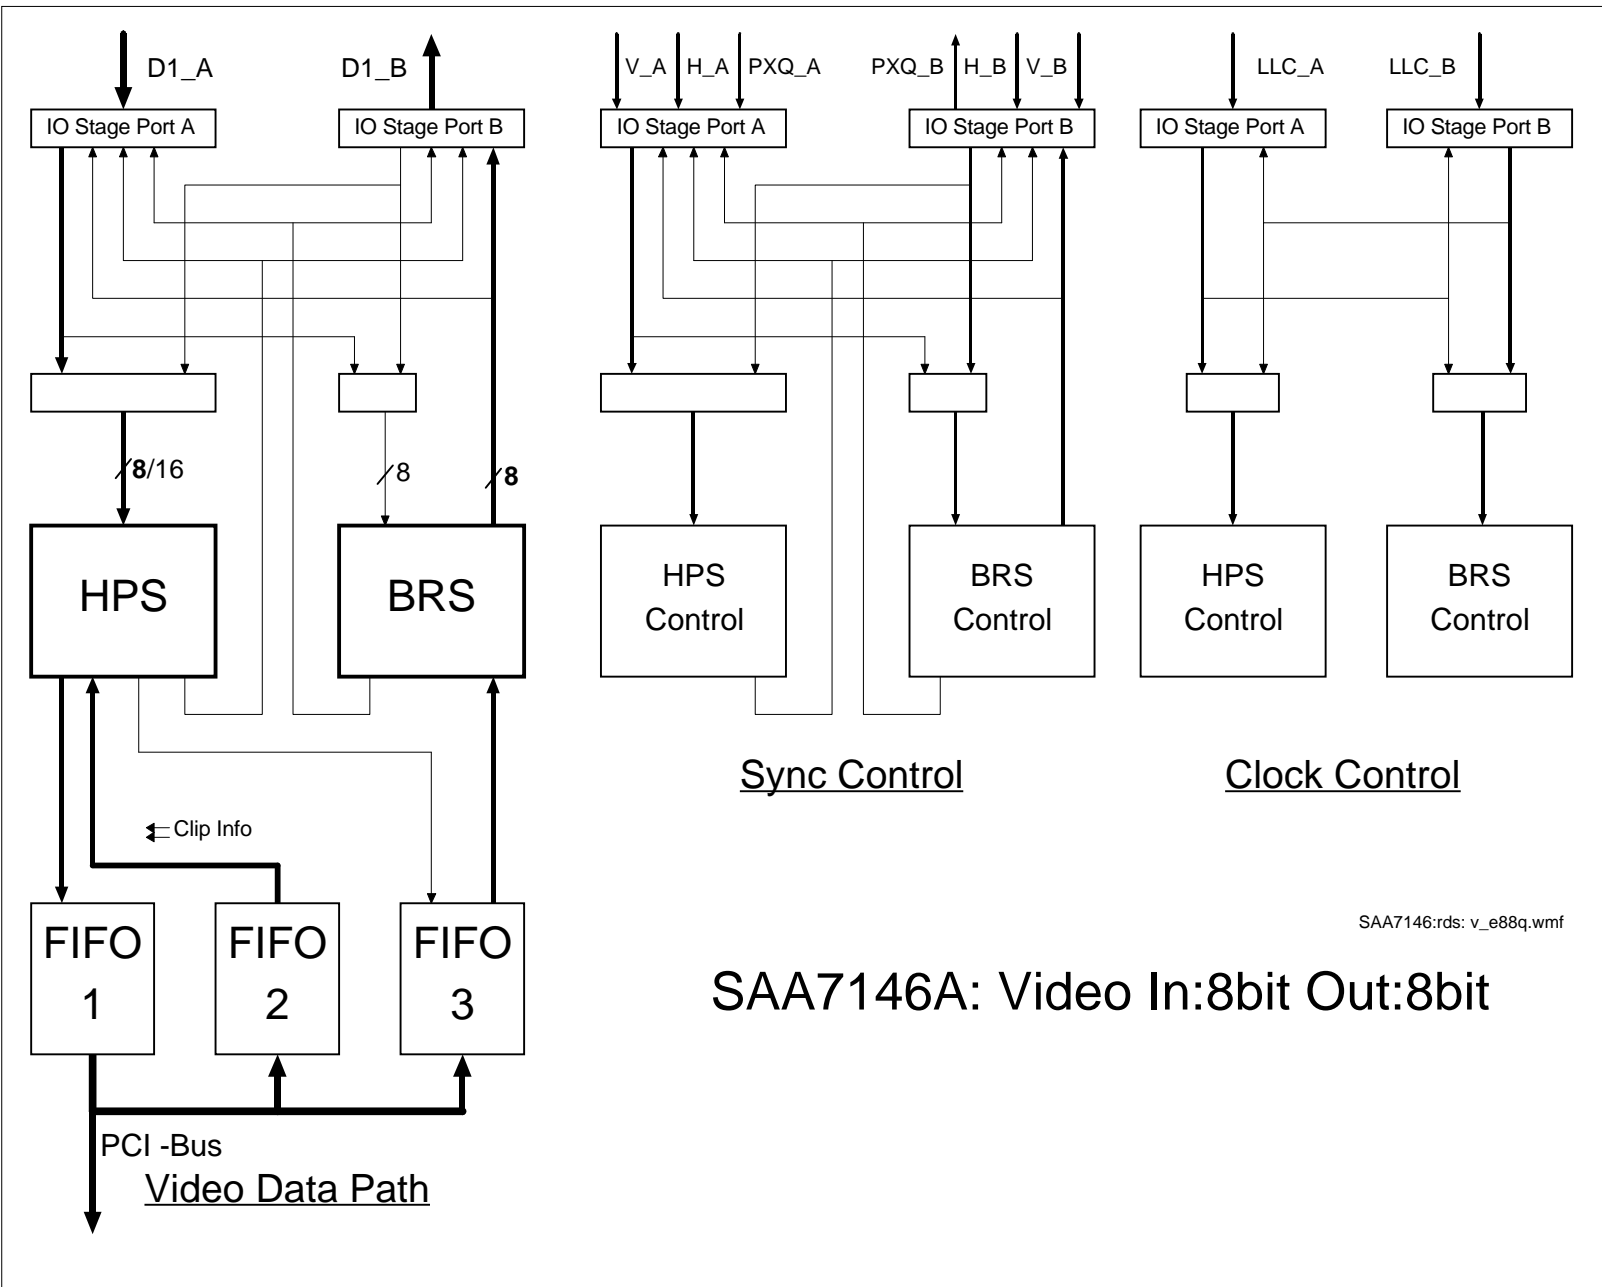 D1_A
D1_B
IO Stage Port A
IO Stage Port B
8/16
8
8
HPS
BRS
Clip Info
FIFO
1
FIFO
2
FIFO
3
PCI -Bus
Video Data Path
V_A
H_A
PXQ_A
PXQ_B
H_B
V_B
IO Stage Port A
IO Stage Port B
HPS
Control
BRS
Control
Sync Control
LLC_A
LLC_B
IO Stage Port A
IO Stage Port B
HPS
Control
BRS
Control
Clock Control
SAA7146:rds: v_e88q.wmf
SAA7146A: Video In:8bit Out:8bit